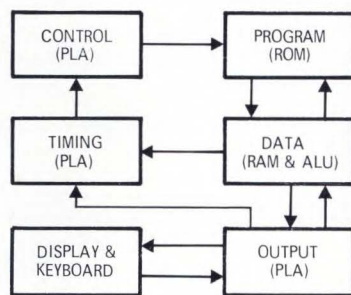 CONTROL
(PLA)
PROGRAM
(ROM)
TIMING
(PLA)
DATA
(RAM & ALU)
DISPLAY &
KEYBOARD
OUTPUT
(PLA)